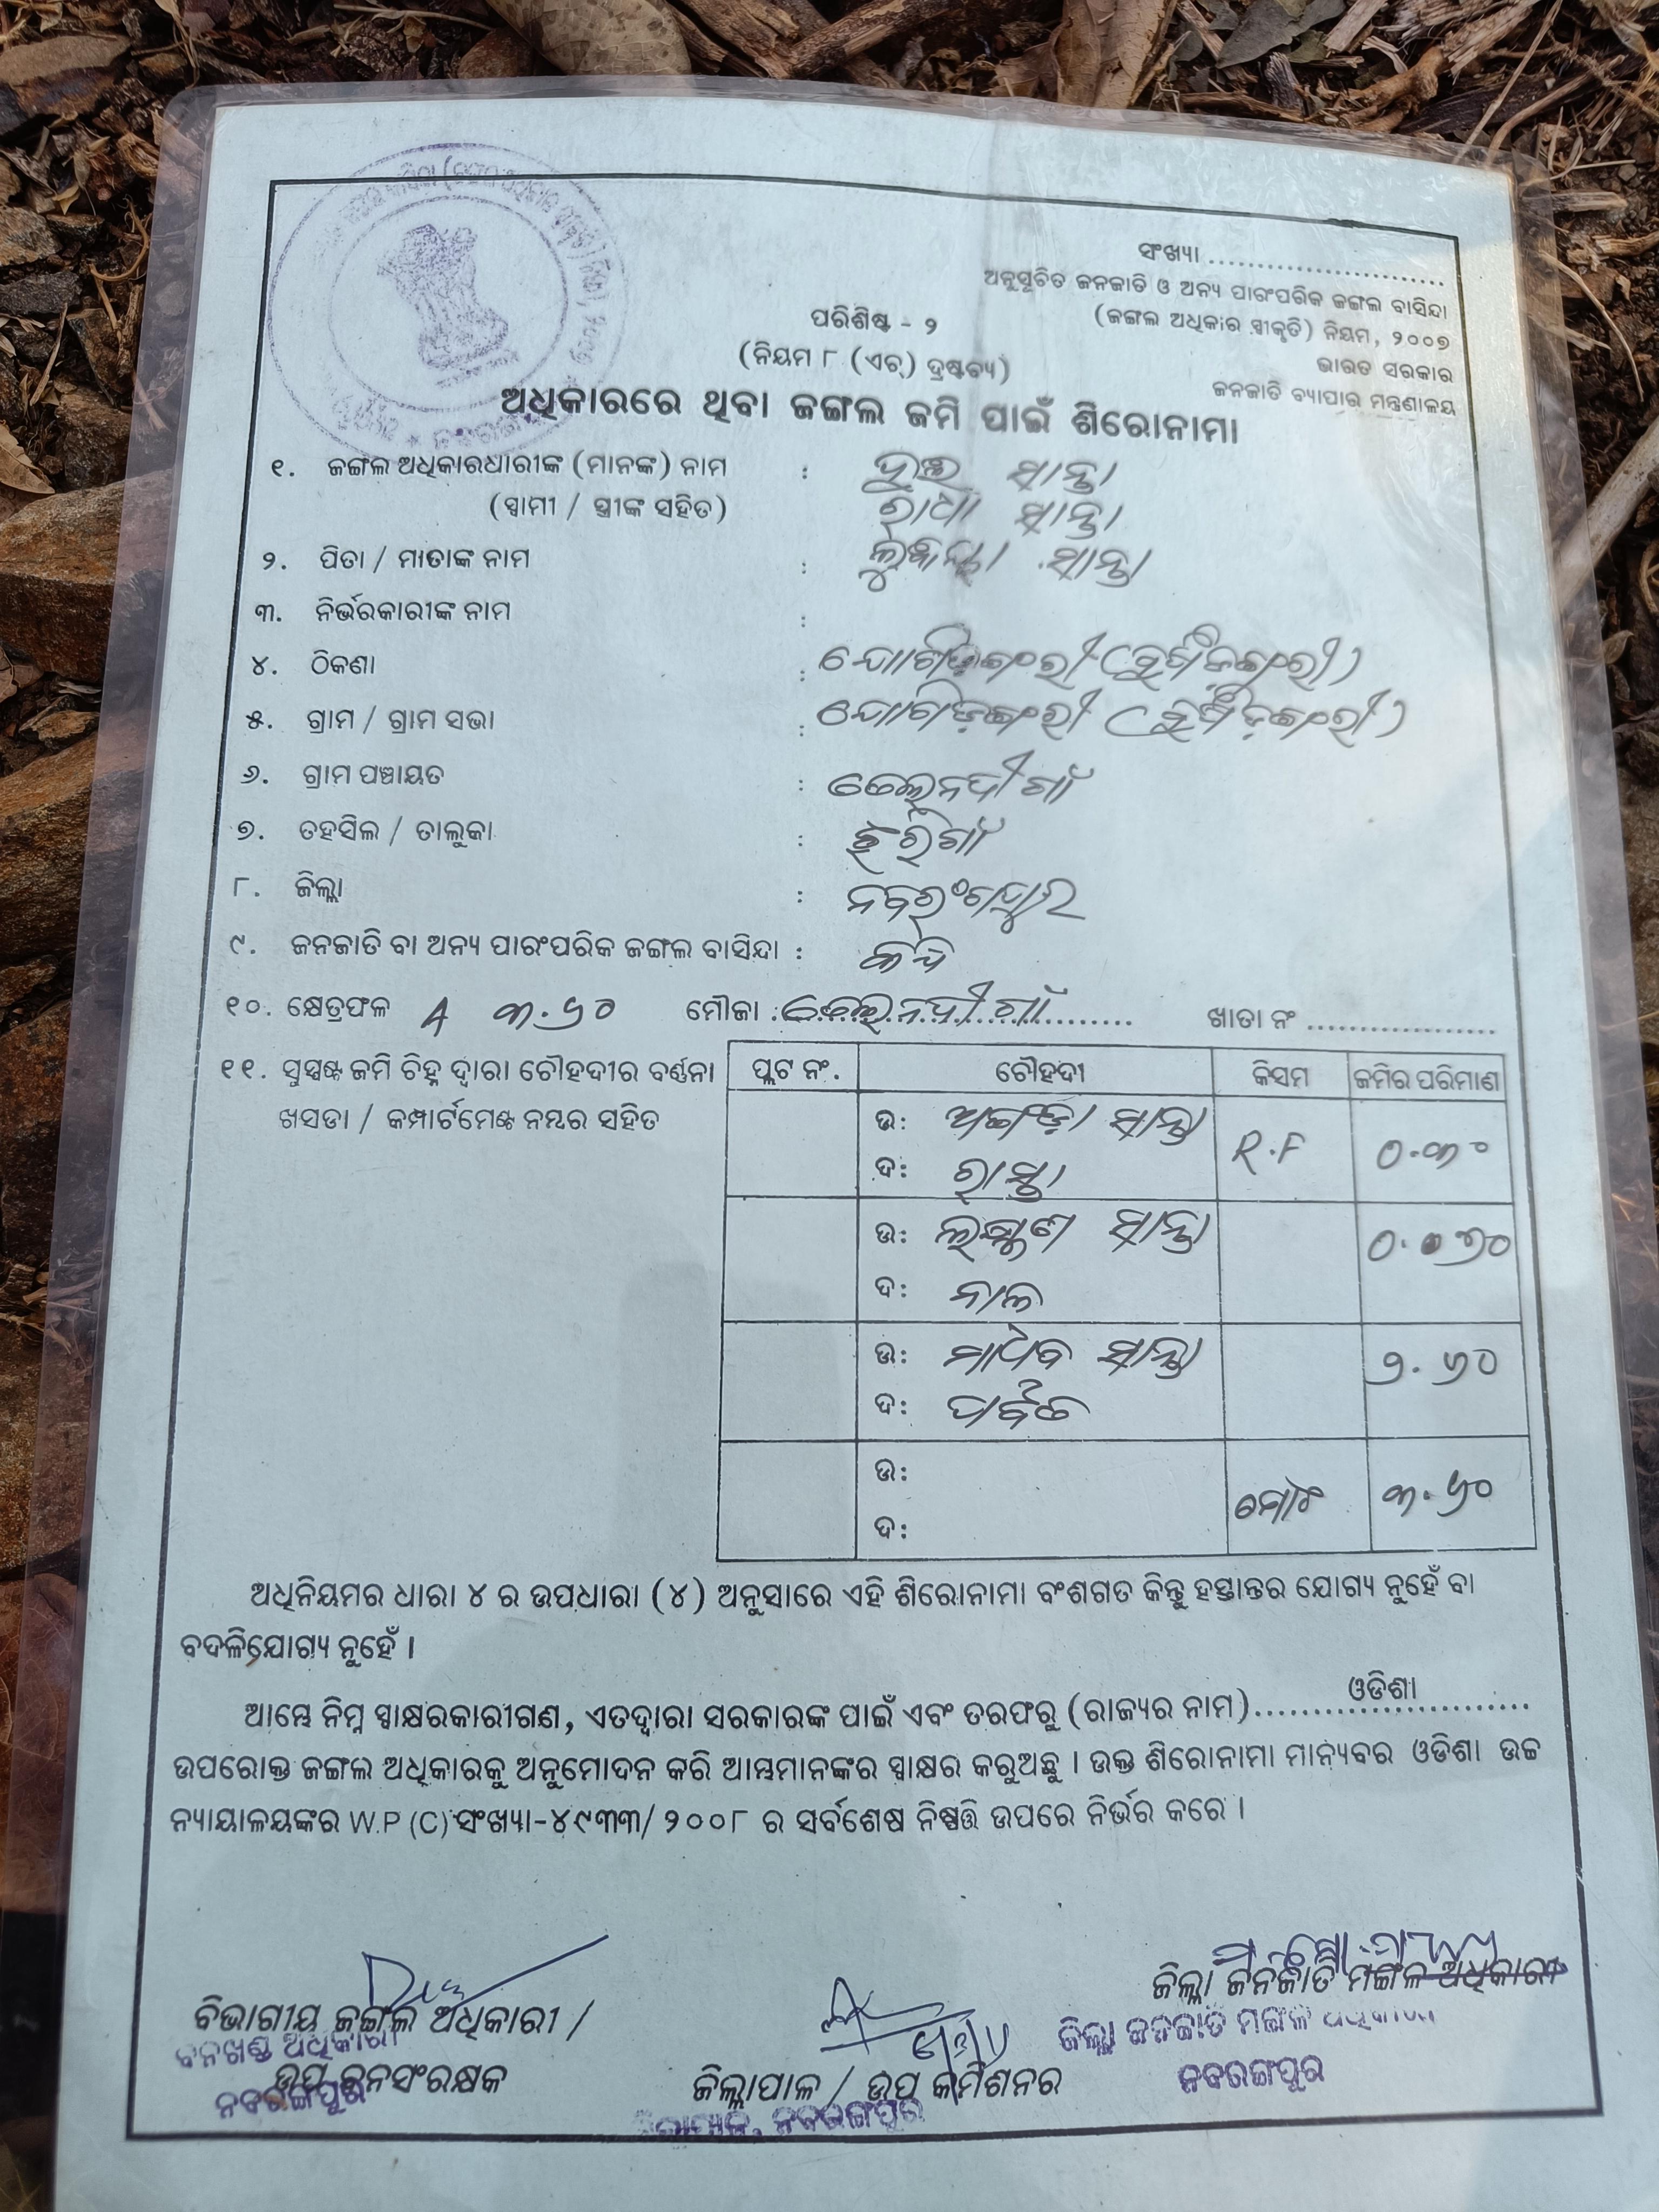 ସଂଖ୍ୟା ..........................
ଅନୁସୂଚିତ ଜନଜାତି ଓ ଅନ୍ୟ ପାରଂପରିକ ଜଙ୍ଗଲ ବାସିନ୍ଦା
(ଜଙ୍ଗଲ ଅଧିକାର ସ୍ୱୀକୃତି) ନିୟମ, ୨୦୦୭
ଭାରତ ସରକାର
ଜନଜାତି ବ୍ୟାପାର ମନ୍ତ୍ରଣାଳୟ
ପରିଶିଷ୍ଟ - ୨
(ନିୟମ ୮ (ଏଚ୍) ଦ୍ରଷ୍ଟବ୍ୟ)
ଅଧିକାରରେ ଥିବା ଜଙ୍ଗଲ ଜମି ପାଇଁ ଶିରୋନାମା
୧. ଜଙ୍ଗଲ ଅଧିକାରଧାରୀଙ୍କ (ମାନଙ୍କ) ନାମ : ସାନ୍ତା
(ସ୍ୱାମୀ / ସ୍ତ୍ରୀଙ୍କ ସହିତ) ରାଧା ସାନ୍ତା
୨. ପିତା / ମାତାଙ୍କ ନାମ : ସାନ୍ତା
୩. ନିର୍ଭରକାରୀଙ୍କ ନାମ :
୪. ଠିକଣା :
୫. ଗ୍ରାମ / ଗ୍ରାମ ସଭା :
୬. ଗ୍ରାମ ପଞ୍ଚାୟତ : ତେଲନଦୀଗାଁ
୭. ତହସିଲ / ତାଲୁକା : ଝରିଗାଁ
୮. ଜିଲ୍ଲା : ନବରଂଗପୁର
୯. ଜନଜାତି ବା ଅନ୍ୟ ପାରଂପରିକ ଜଙ୍ଗଲ ବାସିନ୍ଦା :
୧୦. କ୍ଷେତ୍ରଫଳ A ୩.୬୦ ମୌଜା : ତେଲନଦୀଗାଁ ଖାତା ନଂ ..................
୧୧. ସୁସ୍ପଷ୍ଟ ଜମି ଚିହ୍ନ ଦ୍ୱାରା ଚୌହଦୀର ବର୍ଣ୍ଣନା
ଖସଡା / କମ୍ପାର୍ଟମେଣ୍ଟ ନମ୍ବର ସହିତ
ପ୍ଲଟ ନଂ. ଚୌହଦୀ କିସମ ଜମିର ପରିମାଣ
ଉ: ସାନ୍ତା R.F ୦.୩୦
ଦ: ରାସ୍ତା
ଉ: ଲକ୍ଷ୍ମଣ ସାନ୍ତା ୦.୭୦
ଦ: ନାଳ
ଉ: ମାଧବ ସାନ୍ତା ୨.୬୦
ଦ: ପର୍ବତ
ଉ: ମୋଟ ୩.୬୦
ଦ:
ଅଧିନିୟମର ଧାରା ୪ ର ଉପଧାରା (୪) ଅନୁସାରେ ଏହି ଶିରୋନାମା ବଂଶଗତ କିନ୍ତୁ ହସ୍ତାନ୍ତର ଯୋଗ୍ୟ ନୁହେଁ ବା
ବଦଳିଯୋଗ୍ୟ ନୁହେଁ ।
ଆମ୍ଭେ ନିମ୍ନ ସ୍ୱାକ୍ଷରକାରୀଗଣ, ଏତଦ୍ୱାରା ସରକାରଙ୍କ ପାଇଁ ଏବଂ ତରଫରୁ (ରାଜ୍ୟର ନାମ) ଓଡିଶା
ଉପରୋକ୍ତ ଜଙ୍ଗଲ ଅଧିକାରକୁ ଅନୁମୋଦନ କରି ଆମ୍ଭମାନଙ୍କର ସ୍ୱାକ୍ଷର କରୁଅଛୁ । ଉକ୍ତ ଶିରୋନାମା ମାନ୍ୟବର ଓଡିଶା ଉଚ୍ଚ
ନ୍ୟାୟାଳୟଙ୍କର W.P (C) ସଂଖ୍ୟା-୪୯୩୩/ ୨୦୦୮ ର ସର୍ବଶେଷ ନିଷ୍ପତ୍ତି ଉପରେ ନିର୍ଭର କରେ ।
ଜିଲ୍ଲା ଜନଜାତି ମଙ୍ଗଳ ଅଧିକାରୀ
ଜିଲ୍ଲା ଜନଜାତି ମଙ୍ଗଳ ଅଧିକାରୀ
ନବରଙ୍ଗପୁର
ବିଭାଗୀୟ ଜଙ୍ଗଲ ଅଧିକାରୀ /
ବନଖଣ୍ଡ ଅଧିକାରୀ
ଉପ ବନସଂରକ୍ଷକ
ନବରଙ୍ଗପୁର
ଜିଲ୍ଲାପାଳ / ଉପ କମିଶନର
ଜିଲ୍ଲାପାଳ, ନବରଙ୍ଗପୁର